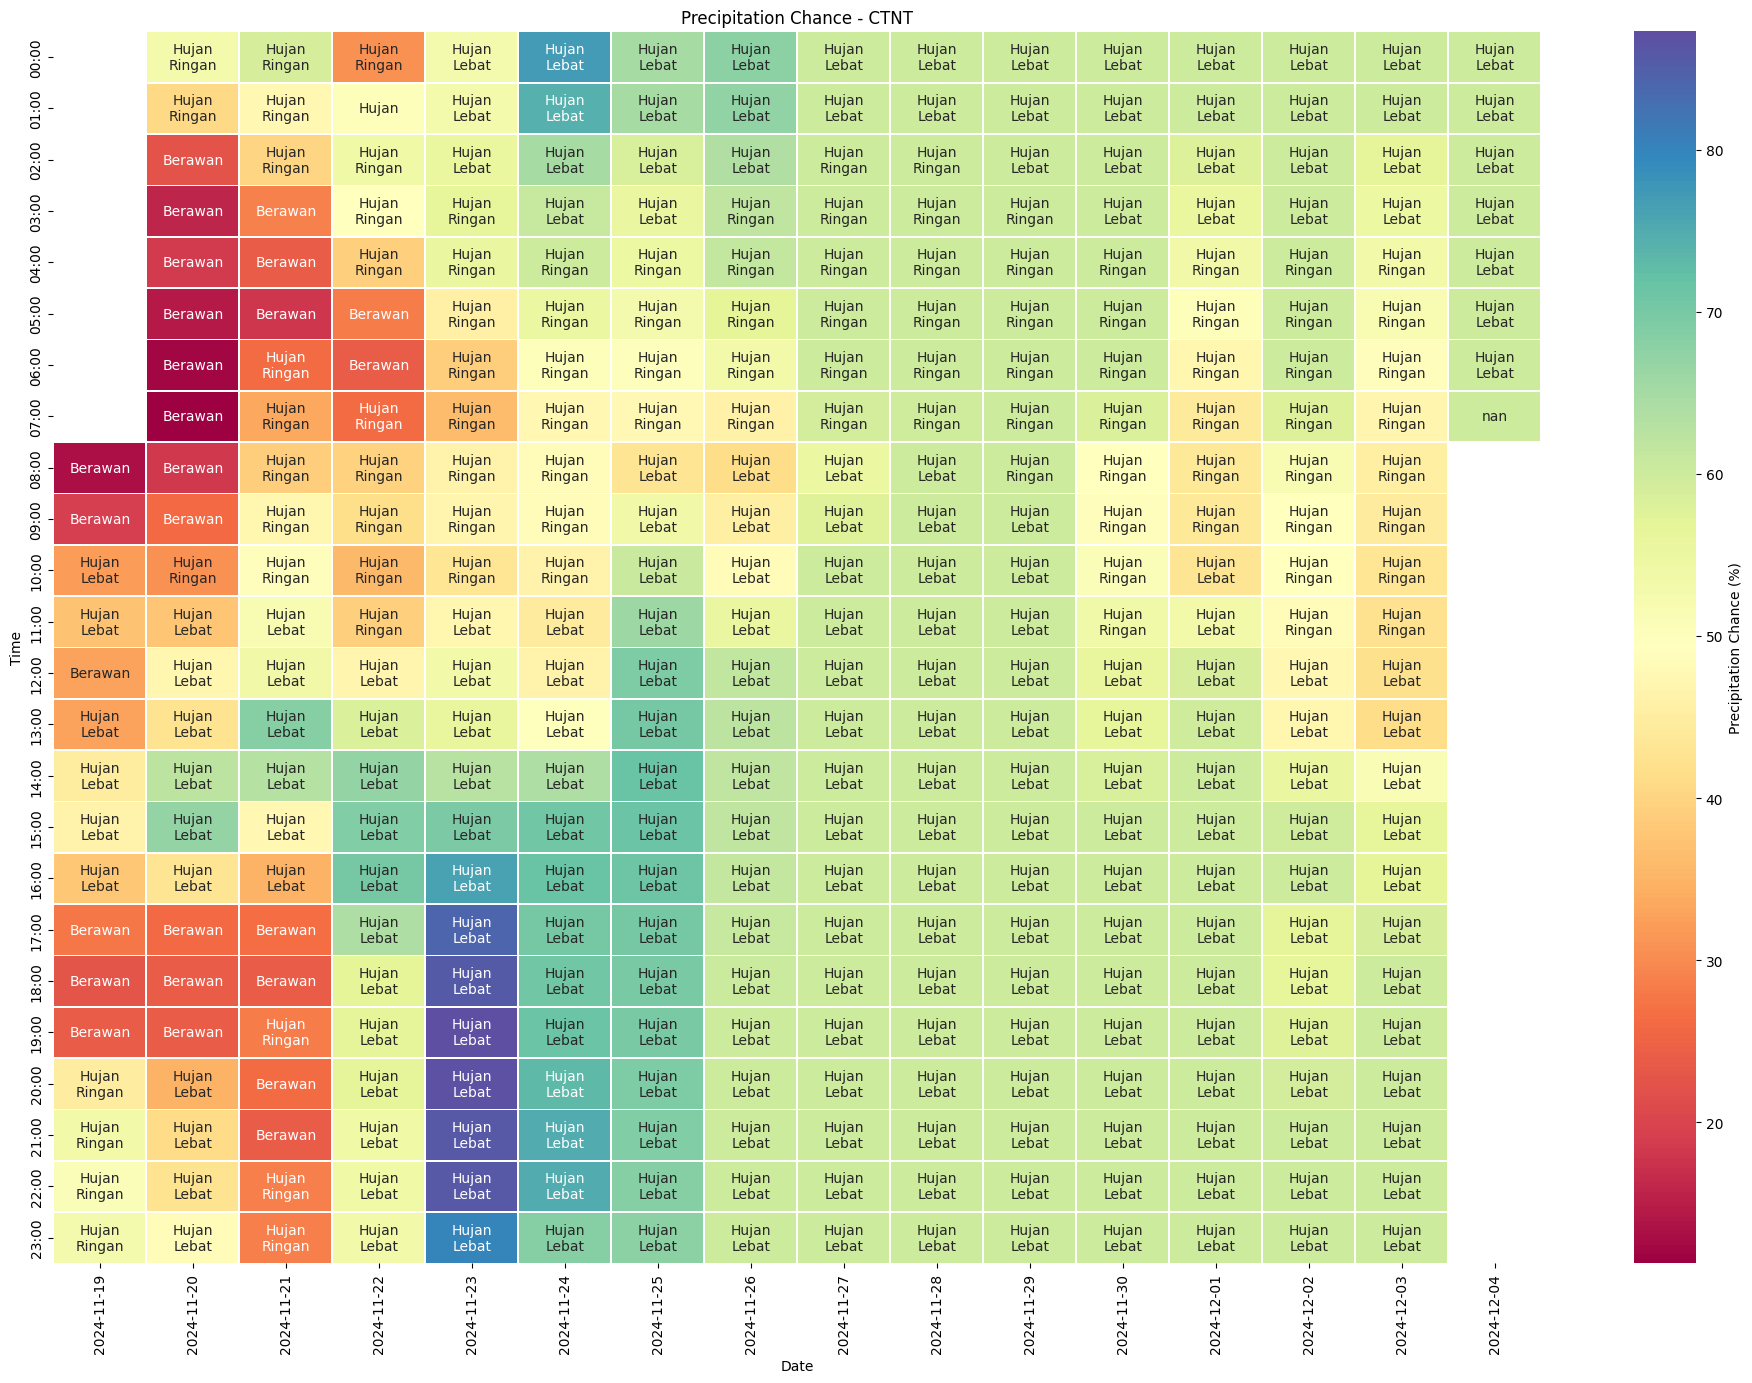 Precipitation Chance - CTNT
00:00 Hujan Ringan Hujan Ringan Hujan Ringan Hujan Lebat Hujan Lebat Hujan Lebat Hujan Lebat Hujan Lebat Hujan Lebat Hujan Lebat Hujan Lebat Hujan Lebat Hujan Lebat Hujan Lebat Hujan Lebat
01:00 Hujan Ringan Hujan Ringan Hujan Hujan Lebat Hujan Lebat Hujan Lebat Hujan Lebat Hujan Lebat Hujan Lebat Hujan Lebat Hujan Lebat Hujan Lebat Hujan Lebat Hujan Lebat Hujan Lebat
02:00 Berawan Hujan Ringan Hujan Ringan Hujan Lebat Hujan Lebat Hujan Lebat Hujan Lebat Hujan Ringan Hujan Ringan Hujan Lebat Hujan Lebat Hujan Lebat Hujan Lebat Hujan Lebat Hujan Lebat
03:00 Berawan Berawan Hujan Ringan Hujan Ringan Hujan Lebat Hujan Lebat Hujan Ringan Hujan Ringan Hujan Ringan Hujan Ringan Hujan Lebat Hujan Lebat Hujan Lebat Hujan Lebat Hujan Lebat
04:00 Berawan Berawan Hujan Ringan Hujan Ringan Hujan Ringan Hujan Ringan Hujan Ringan Hujan Ringan Hujan Ringan Hujan Ringan Hujan Ringan Hujan Ringan Hujan Ringan Hujan Ringan Hujan Lebat
05:00 Berawan Berawan Berawan Hujan Ringan Hujan Ringan Hujan Ringan Hujan Ringan Hujan Ringan Hujan Ringan Hujan Ringan Hujan Ringan Hujan Ringan Hujan Ringan Hujan Ringan Hujan Lebat
06:00 Berawan Hujan Ringan Berawan Hujan Ringan Hujan Ringan Hujan Ringan Hujan Ringan Hujan Ringan Hujan Ringan Hujan Ringan Hujan Ringan Hujan Ringan Hujan Ringan Hujan Ringan Hujan Lebat
07:00 Berawan Hujan Ringan Hujan Ringan Hujan Ringan Hujan Ringan Hujan Ringan Hujan Ringan Hujan Ringan Hujan Ringan Hujan Ringan Hujan Ringan Hujan Ringan Hujan Ringan Hujan Ringan nan
08:00 Berawan Berawan Hujan Ringan Hujan Ringan Hujan Ringan Hujan Ringan Hujan Lebat Hujan Lebat Hujan Lebat Hujan Lebat Hujan Ringan Hujan Ringan Hujan Ringan Hujan Ringan Hujan Ringan
09:00 Berawan Berawan Hujan Ringan Hujan Ringan Hujan Ringan Hujan Ringan Hujan Lebat Hujan Lebat Hujan Lebat Hujan Lebat Hujan Lebat Hujan Ringan Hujan Ringan Hujan Ringan Hujan Ringan
10:00 Hujan Lebat Hujan Ringan Hujan Ringan Hujan Ringan Hujan Ringan Hujan Ringan Hujan Lebat Hujan Lebat Hujan Lebat Hujan Lebat Hujan Lebat Hujan Ringan Hujan Lebat Hujan Ringan Hujan Ringan
11:00 Hujan Lebat Hujan Lebat Hujan Lebat Hujan Ringan Hujan Lebat Hujan Lebat Hujan Lebat Hujan Lebat Hujan Lebat Hujan Lebat Hujan Lebat Hujan Ringan Hujan Lebat Hujan Ringan Hujan Ringan
12:00 Berawan Hujan Lebat Hujan Lebat Hujan Lebat Hujan Lebat Hujan Lebat Hujan Lebat Hujan Lebat Hujan Lebat Hujan Lebat Hujan Lebat Hujan Lebat Hujan Lebat Hujan Lebat Hujan Lebat
13:00 Hujan Lebat Hujan Lebat Hujan Lebat Hujan Lebat Hujan Lebat Hujan Lebat Hujan Lebat Hujan Lebat Hujan Lebat Hujan Lebat Hujan Lebat Hujan Lebat Hujan Lebat Hujan Lebat Hujan Lebat
14:00 Hujan Lebat Hujan Lebat Hujan Lebat Hujan Lebat Hujan Lebat Hujan Lebat Hujan Lebat Hujan Lebat Hujan Lebat Hujan Lebat Hujan Lebat Hujan Lebat Hujan Lebat Hujan Lebat Hujan Lebat
15:00 Hujan Lebat Hujan Lebat Hujan Lebat Hujan Lebat Hujan Lebat Hujan Lebat Hujan Lebat Hujan Lebat Hujan Lebat Hujan Lebat Hujan Lebat Hujan Lebat Hujan Lebat Hujan Lebat Hujan Lebat
16:00 Hujan Lebat Hujan Lebat Hujan Lebat Hujan Lebat Hujan Lebat Hujan Lebat Hujan Lebat Hujan Lebat Hujan Lebat Hujan Lebat Hujan Lebat Hujan Lebat Hujan Lebat Hujan Lebat Hujan Lebat
17:00 Berawan Berawan Berawan Hujan Lebat Hujan Lebat Hujan Lebat Hujan Lebat Hujan Lebat Hujan Lebat Hujan Lebat Hujan Lebat Hujan Lebat Hujan Lebat Hujan Lebat Hujan Lebat
18:00 Berawan Berawan Berawan Hujan Lebat Hujan Lebat Hujan Lebat Hujan Lebat Hujan Lebat Hujan Lebat Hujan Lebat Hujan Lebat Hujan Lebat Hujan Lebat Hujan Lebat Hujan Lebat
19:00 Berawan Berawan Hujan Ringan Hujan Lebat Hujan Lebat Hujan Lebat Hujan Lebat Hujan Lebat Hujan Lebat Hujan Lebat Hujan Lebat Hujan Lebat Hujan Lebat Hujan Lebat Hujan Lebat
20:00 Hujan Ringan Hujan Lebat Berawan Hujan Lebat Hujan Lebat Hujan Lebat Hujan Lebat Hujan Lebat Hujan Lebat Hujan Lebat Hujan Lebat Hujan Lebat Hujan Lebat Hujan Lebat Hujan Lebat
21:00 Hujan Ringan Hujan Lebat Berawan Hujan Lebat Hujan Lebat Hujan Lebat Hujan Lebat Hujan Lebat Hujan Lebat Hujan Lebat Hujan Lebat Hujan Lebat Hujan Lebat Hujan Lebat Hujan Lebat
22:00 Hujan Ringan Hujan Lebat Hujan Ringan Hujan Lebat Hujan Lebat Hujan Lebat Hujan Lebat Hujan Lebat Hujan Lebat Hujan Lebat Hujan Lebat Hujan Lebat Hujan Lebat Hujan Lebat Hujan Lebat
23:00 Hujan Ringan Hujan Lebat Hujan Ringan Hujan Lebat Hujan Lebat Hujan Lebat Hujan Lebat Hujan Lebat Hujan Lebat Hujan Lebat Hujan Lebat Hujan Lebat Hujan Lebat Hujan Lebat Hujan Lebat
Time
2024-11-19 2024-11-20 2024-11-21 2024-11-22 2024-11-23 2024-11-24 2024-11-25 2024-11-26 2024-11-27 2024-11-28 2024-11-29 2024-11-30 2024-12-01 2024-12-02 2024-12-03 2024-12-04
Date
80
70
60
50
40
30
20
Precipitation Chance (%)